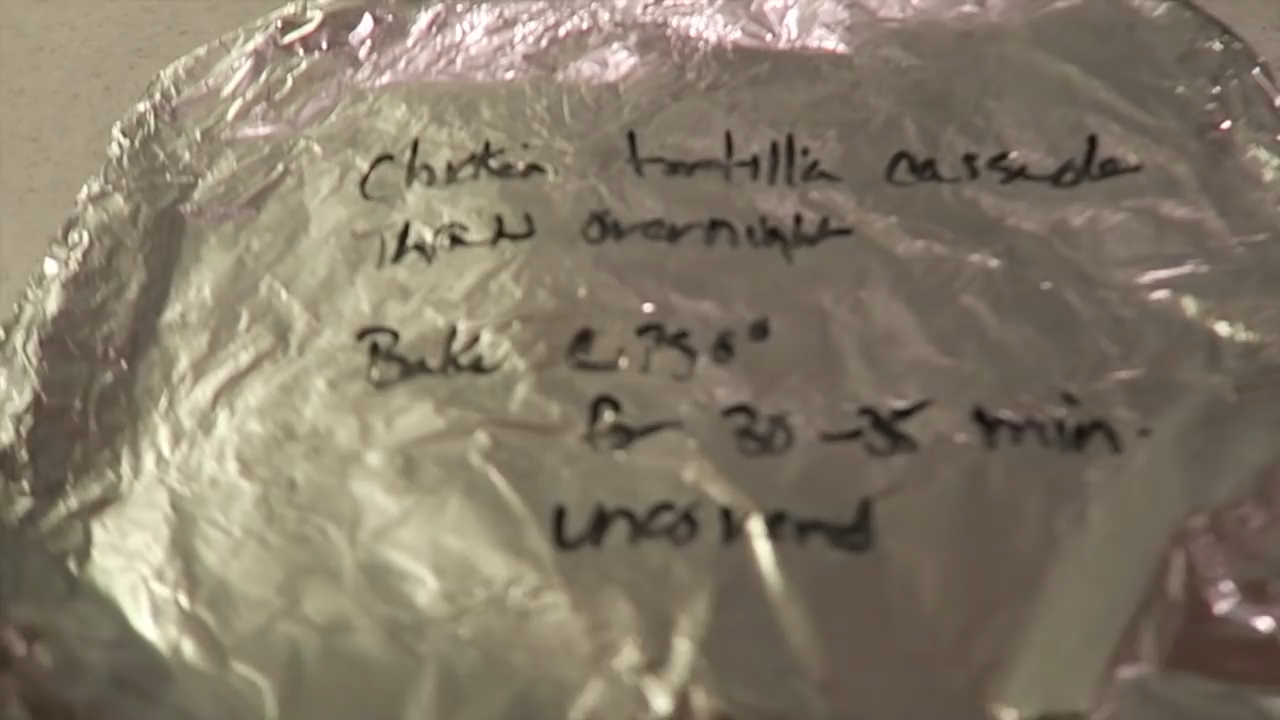 Chicken tortilla casserole
Thaw overnight
Bake @ 350°
for 30-35 min.
uncovered